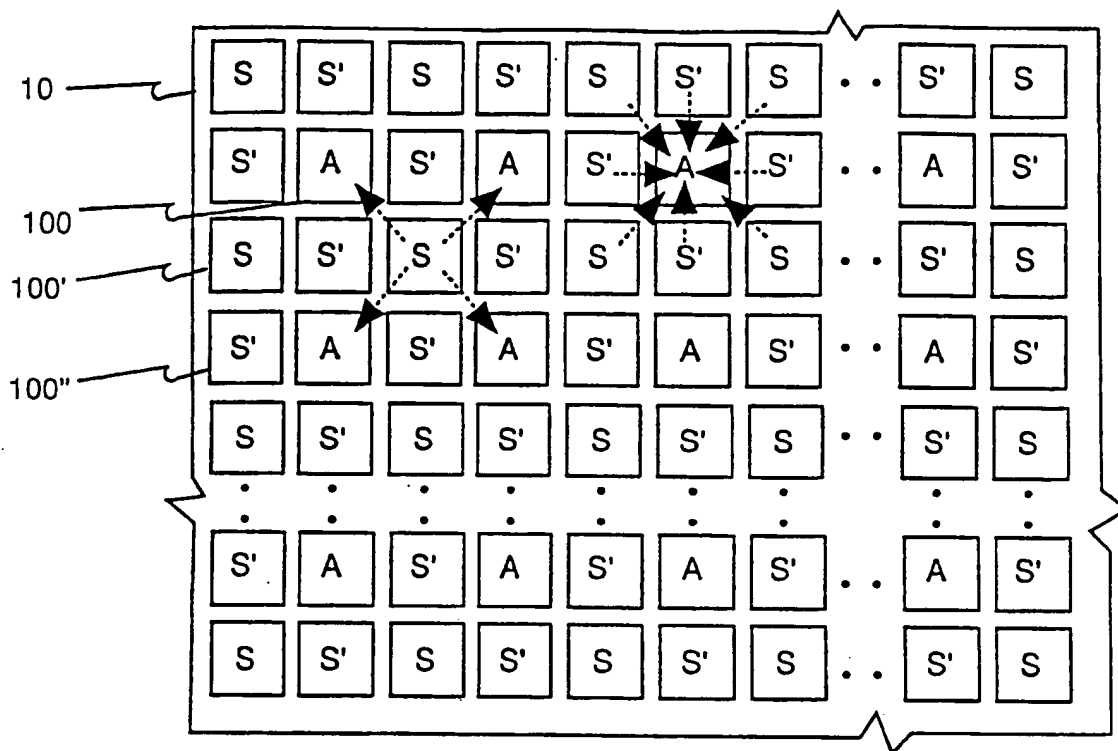 10 S S' S S' S S' S S' S
S' A S' A S' A S' A S'
100
100' S S' S S' S S' S S' S
100" S' A S' A S' A S' A S'
S S' S S' S S' S S' S
S' A S' A S' A S' A S'
S S' S S' S S' S S' S